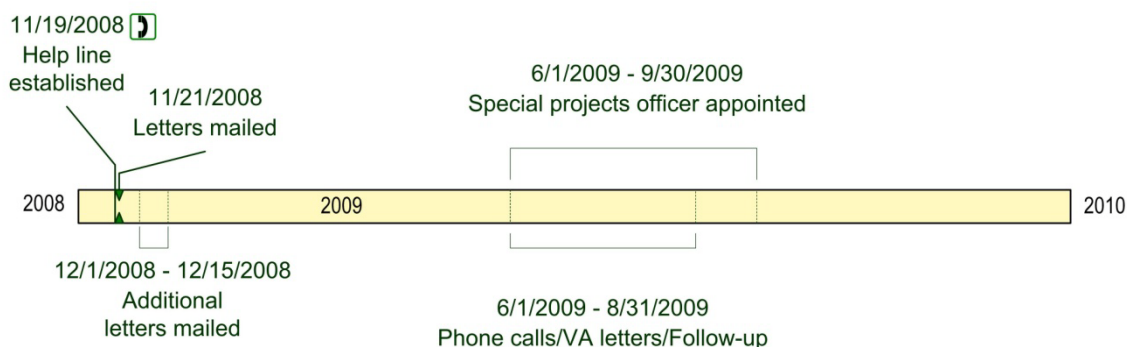 11/19/2008
Help line
established
11/21/2008
Letters mailed
6/1/2009 - 9/30/2009
Special projects officer appointed
2008
2009
2010
12/1/2008 - 12/15/2008
Additional
letters mailed
6/1/2009 - 8/31/2009
Phone calls/VA letters/Follow-up